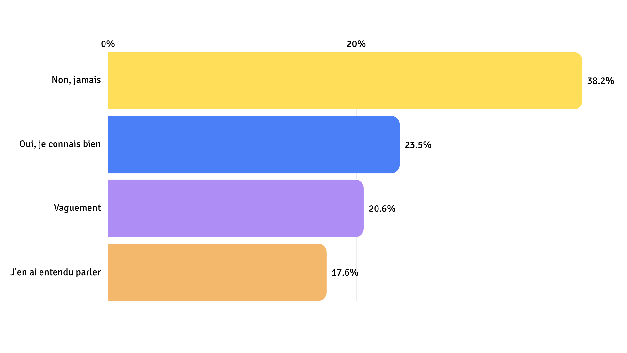 0% 20%
Non, jamais 38.2%
Oui, je connais bien 23.5%
Vaguement 20.6%
J'en ai entendu parler 17.6%